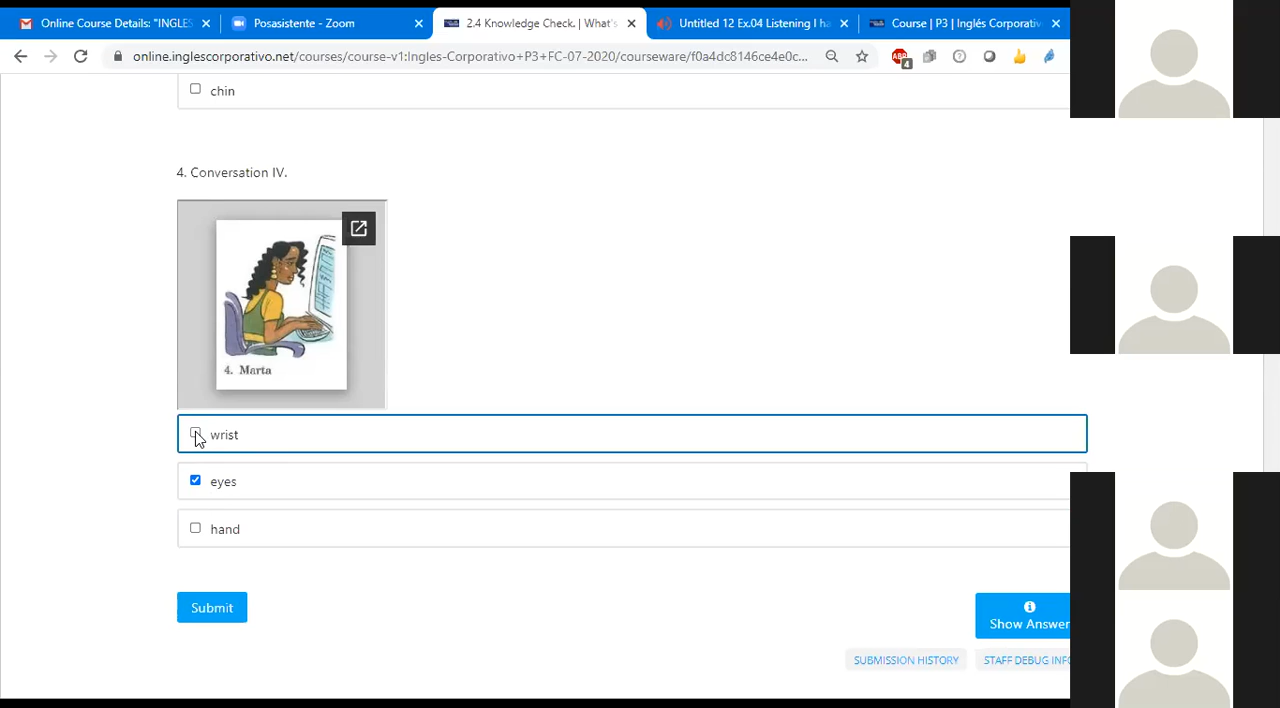 Online Course Details: "INGLES
Posasistente - Zoom
2.4 Knowledge Check. | What's
Untitled 12 Ex.04 Listening I ha
Course | P3 | Inglés Corporativ
online.inglescorporativo.net/courses/course-v1:Ingles-Corporativo+P3+FC-07-2020/courseware/f0a4dc8146ce4e0c...
ABP
4
chin
4. Conversation IV.
4. Marta
wrist
eyes
hand
Submit
Show Answer
SUBMISSION HISTORY
STAFF DEBUG INFO